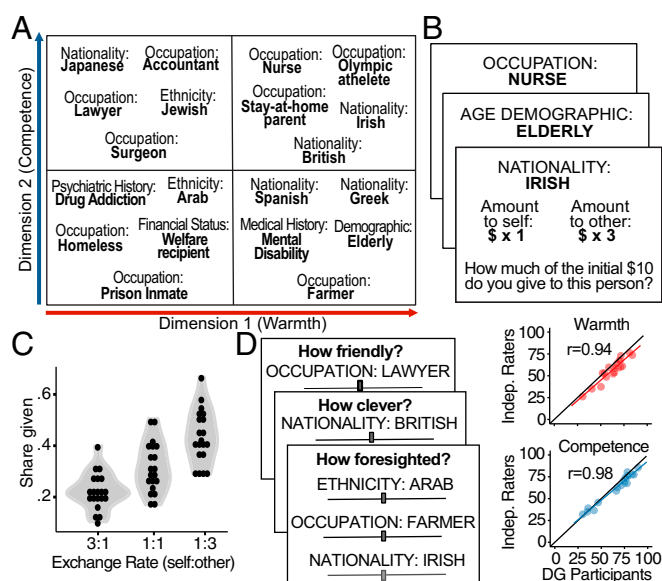 A
Dimension 2 (Competence)
Nationality:
Japanese
Occupation:
Accountant
Occupation:
Lawyer
Ethnicity:
Jewish
Occupation:
Surgeon
Occupation:
Nurse
Occupation:
Olympic
athelete
Occupation:
Stay-at-home
parent
Nationality:
Irish
Nationality:
British
Psychiatric History:
Drug Addiction
Ethnicity:
Arab
Occupation:
Homeless
Financial Status:
Welfare
recipient
Occupation:
Prison Inmate
Nationality:
Spanish
Nationality:
Greek
Medical History:
Mental
Disability
Demographic:
Elderly
Occupation:
Farmer
Dimension 1 (Warmth)
B
OCCUPATION:
NURSE
AGE DEMOGRAPHIC:
ELDERLY
NATIONALITY:
IRISH
Amount
to self:
$ x 1
Amount
to other:
$ x 3
How much of the initial $10
do you give to this person?
C
Share given
.6
.4
.2
3:1
1:1
1:3
Exchange Rate (self:other)
D
How friendly?
OCCUPATION: LAWYER
How clever?
NATIONALITY: BRITISH
How foresighted?
ETHNICITY: ARAB
OCCUPATION: FARMER
NATIONALITY: IRISH
Warmth
r=0.94
Indep. Raters
100
75
50
25
0
Competence
r=0.98
Indep. Raters
100
75
50
25
0
0 25 50 75 100
DG Participants